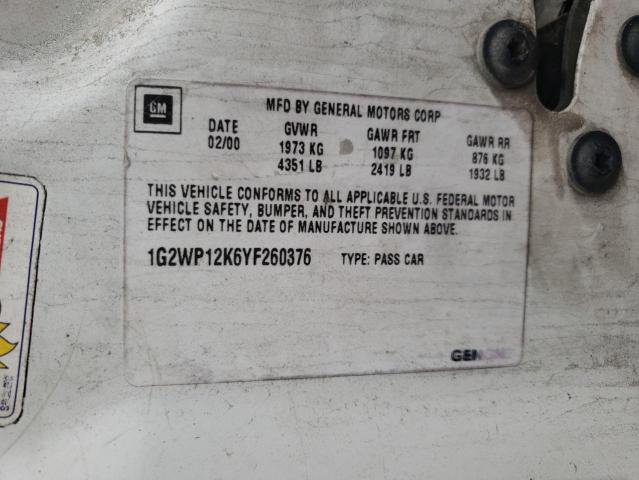 GM
MFD BY GENERAL MOTORS CORP
DATE GVWR GAWR FRT GAWR RR
02/00 1973 KG 1097 KG 876 KG
4351 LB 2419 LB 1932 LB
THIS VEHICLE CONFORMS TO ALL APPLICABLE U.S. FEDERAL MOTOR
VEHICLE SAFETY, BUMPER, AND THEFT PREVENTION STANDARDS IN
EFFECT ON THE DATE OF MANUFACTURE SHOWN ABOVE.
1G2WP12K6YF260376 TYPE: PASS CAR